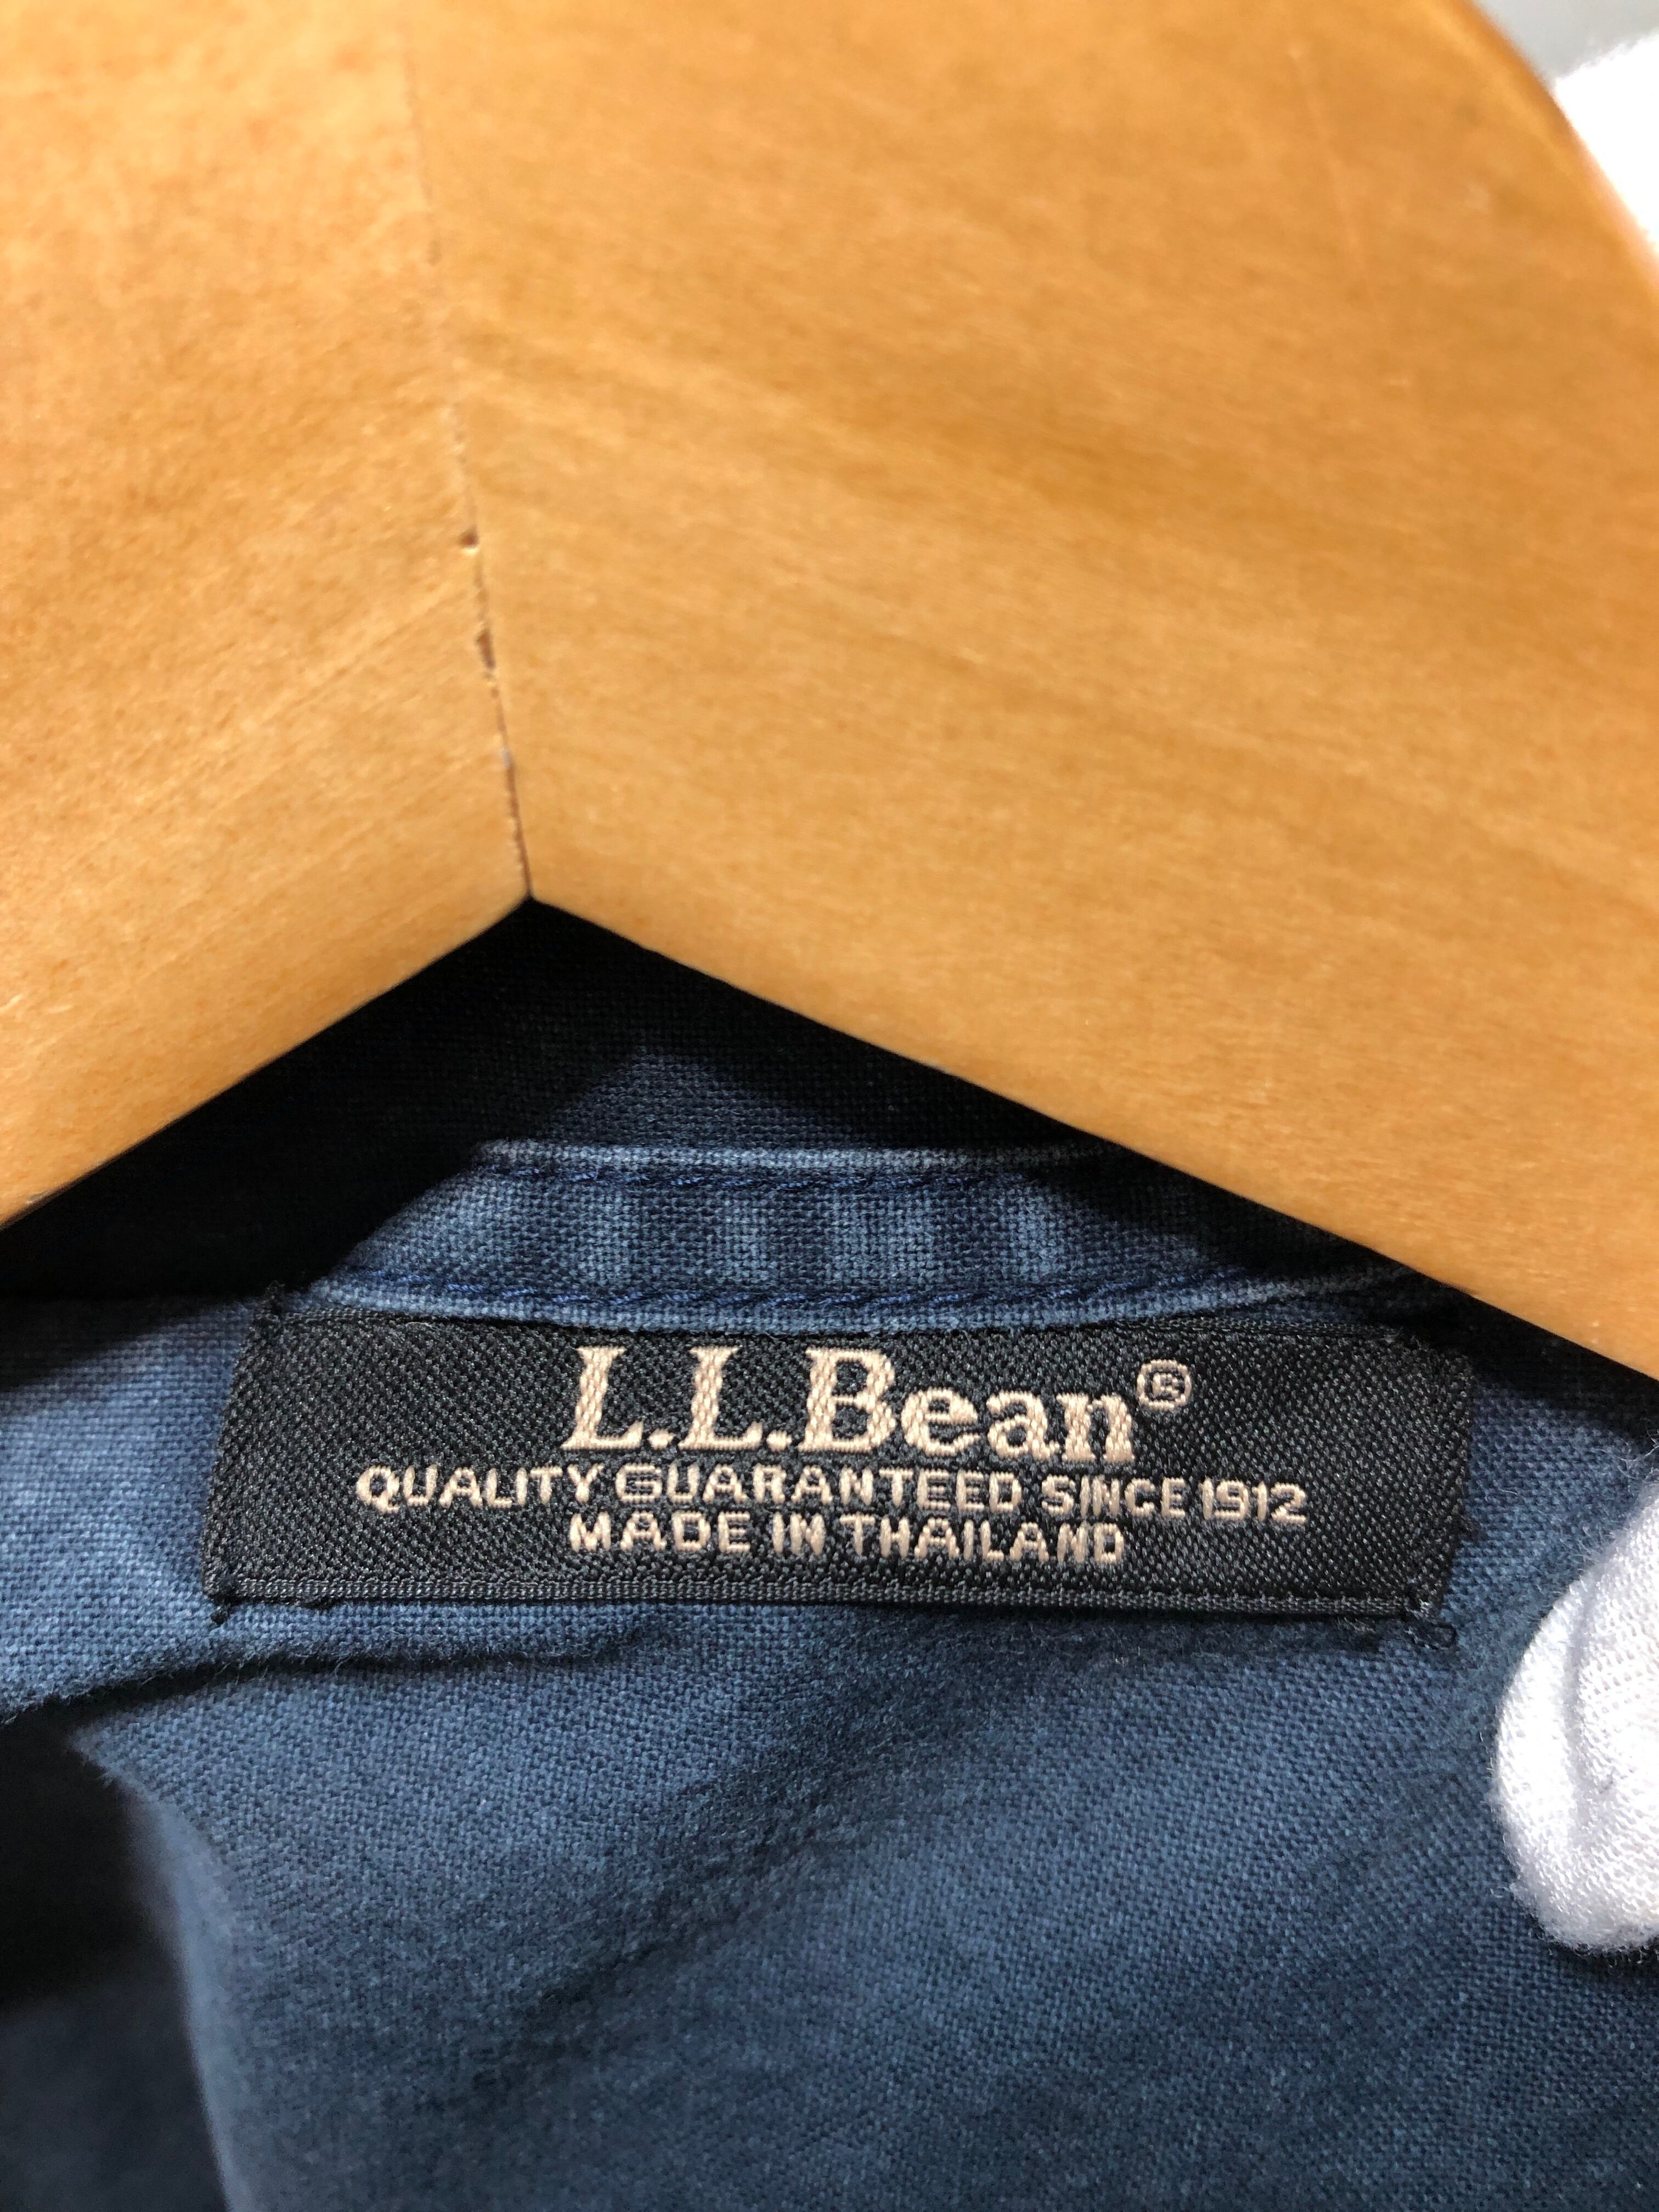 L.L.Bean®
QUALITY GUARANTEED SINCE 1912
MADE IN THAILAND